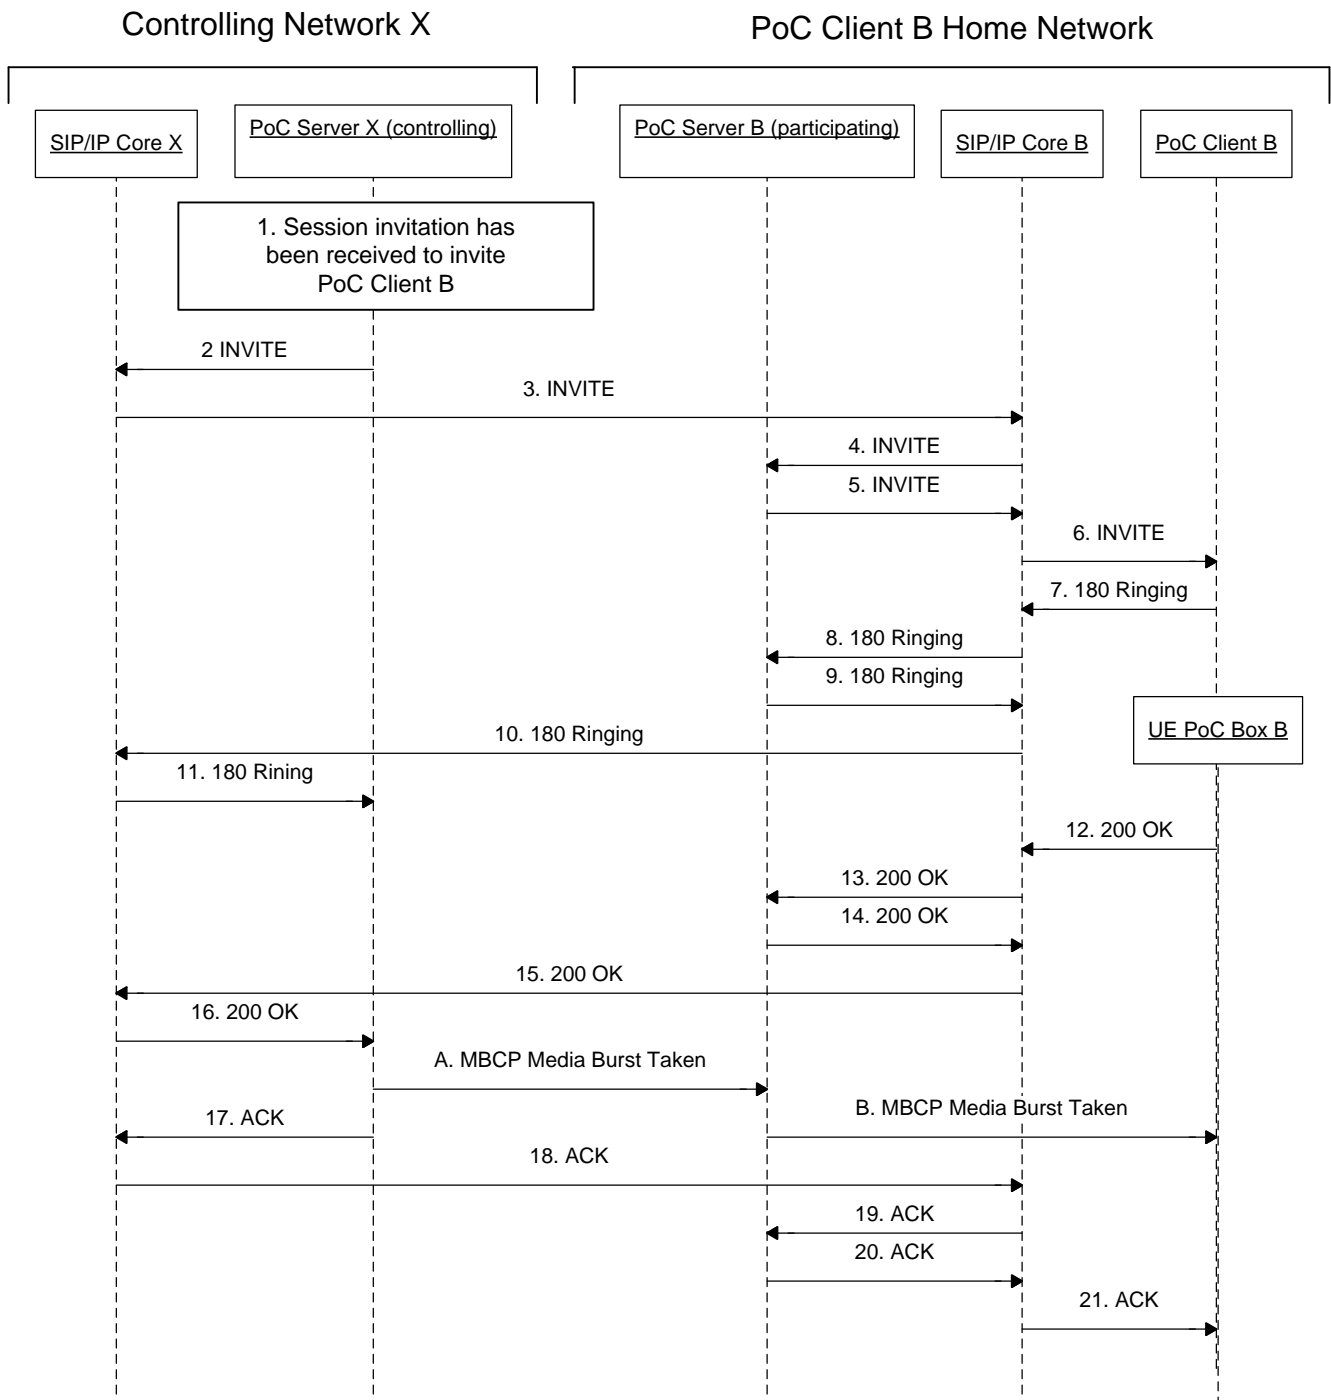 Controlling Network X
PoC Client B Home Network
SIP/IP Core X
PoC Server X (controlling)
PoC Server B (participating)
SIP/IP Core B
PoC Client B
1. Session invitation has
been received to invite
PoC Client B
2 INVITE
3. INVITE
4. INVITE
5. INVITE
6. INVITE
7. 180 Ringing
8. 180 Ringing
9. 180 Ringing
UE PoC Box B
10. 180 Ringing
11. 180 Rining
12. 200 OK
13. 200 OK
14. 200 OK
15. 200 OK
16. 200 OK
A. MBCP Media Burst Taken
B. MBCP Media Burst Taken
17. ACK
18. ACK
19. ACK
20. ACK
21. ACK